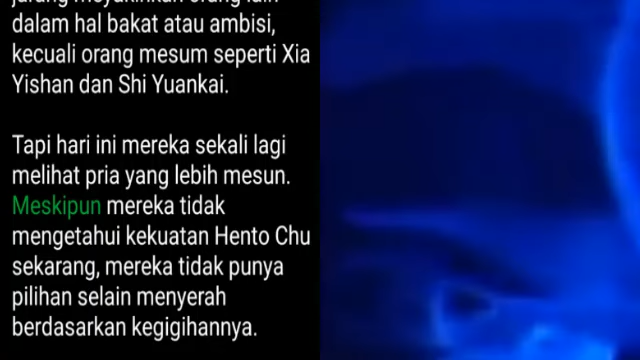 dalam hal bakat atau ambisi,
kecuali orang mesum seperti Xia
Yishan dan Shi Yuankai.
Tapi hari ini mereka sekali lagi
melihat pria yang lebih mesun.
Meskipun mereka tidak
mengetahui kekuatan Hento Chu
sekarang, mereka tidak punya
pilihan selain menyerah
berdasarkan kegigihannya.